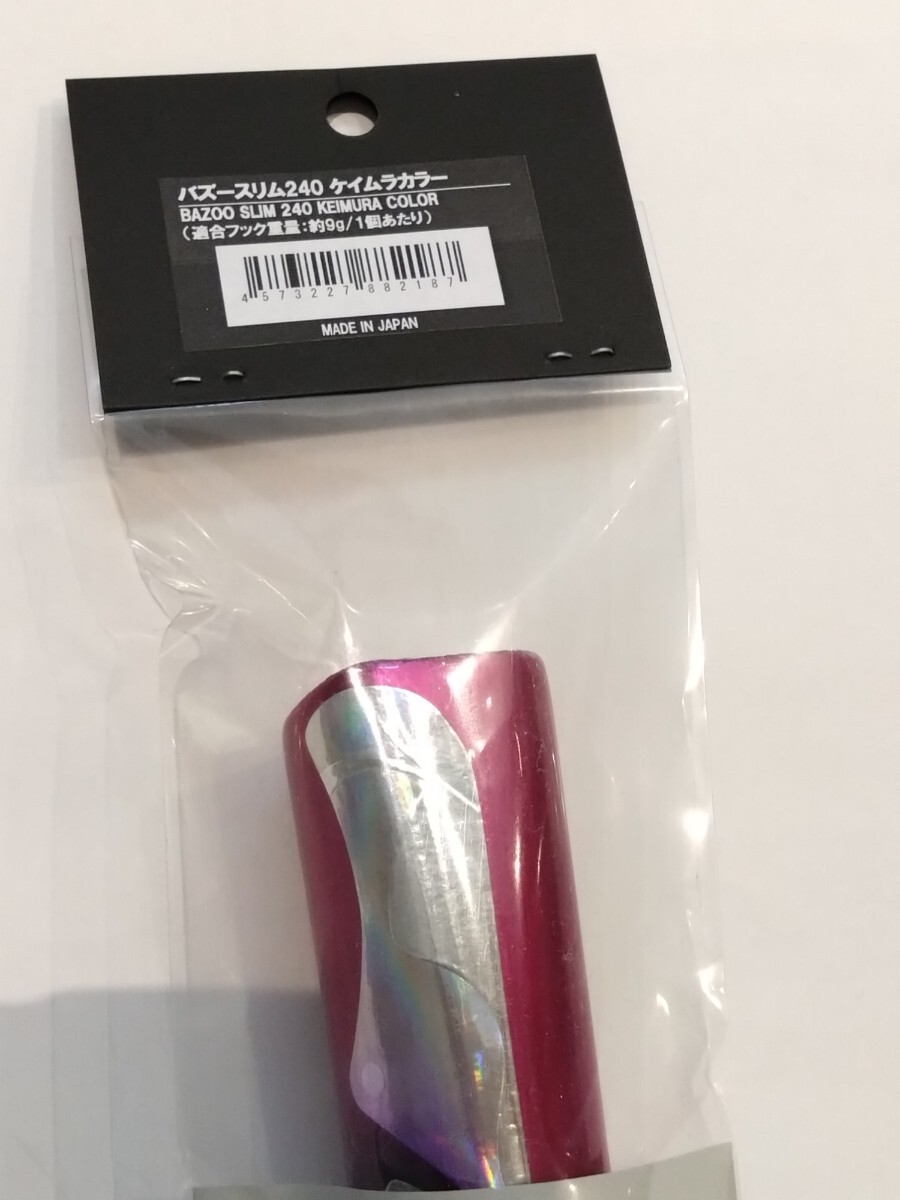 バズースリム240 ケイムラカラー
BAZOO SLIM 240 KEIMURA COLOR
（適合フック重量：約9g/1個あたり）
4573227882187
MADE IN JAPAN